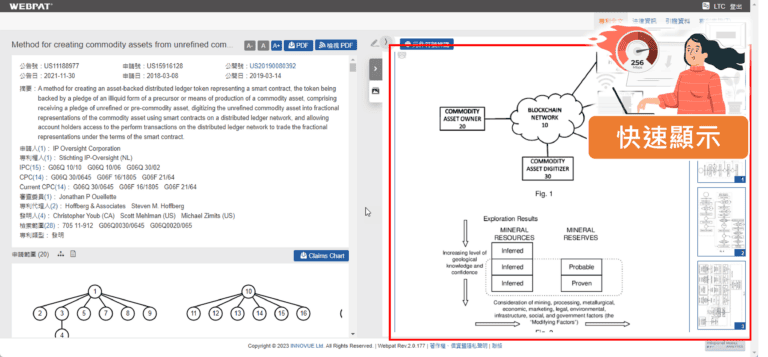 WEBPAT
LTC 登出
Method for creating commodity assets from unrefined com...
A- A A+ PDF 檢視 PDF
公告號：US11188977 申請號：US15916128 公開號：US20190080392
公告日：2021-11-30 申請日：2018-03-08 公開日：2019-03-14
摘要：A method for creating an asset-backed distributed ledger token representing a smart contract, the token being
backed by a pledge of an illiquid form of a precursor or means of production of a commodity asset, comprising
receiving a pledge of unrefined or pre-commodity asset, digitizing the unrefined commodity asset into fractional
representations of the commodity asset using smart contracts on a distributed ledger network, and allowing
account holders access to the perform transactions on the distributed ledger network to trade the fractional
representations under the terms of the smart contract.
申請人(1)：IP Oversight Corporation
專利權人(1)：Stichting IP-Oversight (NL)
IPC(15)：G06Q 10/10 G06Q 10/06 G06Q 30/02
CPC(14)：G06Q 30/0645 G06F 16/1805 G06F 21/64
Current CPC(14)：G06Q 30/0645 G06F 16/1805 G06F 21/64
審查委員(1)：Jonathan P Ouellette
專利代理人(2)：Hoffberg & Associates Steven M. Hoffberg
發明人(4)：Christopher Youb (CA) Scott Mehlman (US) Michael Zimits (US)
檢索範圍(28)：705 11-912 G06Q0030/0645 G06Q0020/065
專利類型：發明
申請範圍 (20)
Claims Chart
1
2 3 5 6 7 8 9
4
10
11 12 13 14 15 16
256
快速顯示
COMMODITY
ASSET OWNER
20
BLOCKCHAIN
NETWORK
10
COMMODITY
ASSET DIGITIZER
30
Fig. 1
Exploration Results
MINERAL
RESOURCES
MINERAL
RESERVES
Increasing level of
geological
knowledge and
confidence
Inferred
Inferred
Inferred
Probable
Proven
Consideration of mining, processing, metallurgical,
economic, marketing, legal, environmental,
infrastructure, social, and government factors (the
"Modifying Factors")
Copyright © 2023 INNOVUE Ltd. All Rights Reserved. | Webpat Rev.2.9.177 |